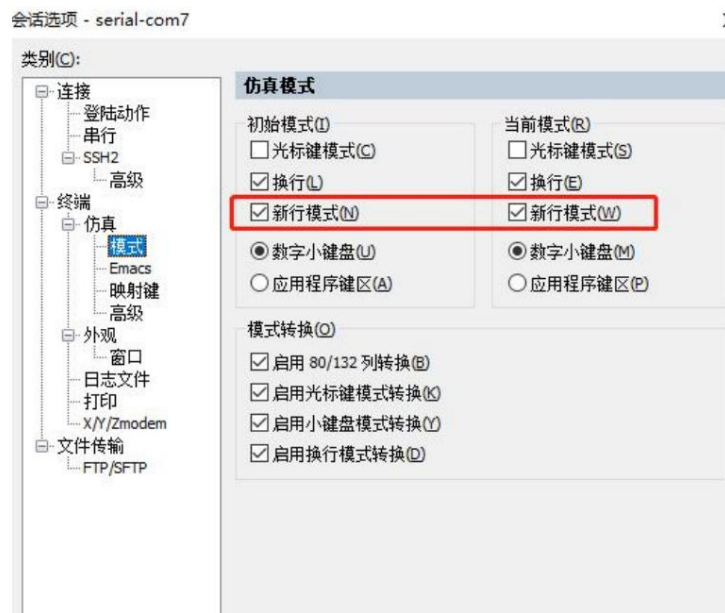 会话选项 - serial-com7
类别(C):
连接
登陆动作
串行
SSH2
高级
终端
仿真
模式
Emacs
映射键
高级
外观
窗口
日志文件
打印
X/Y/Zmodem
文件传输
FTP/SFTP
仿真模式
初始模式(I)
光标键模式(C)
换行(L)
新行模式(N)
数字小键盘(U)
应用程序键区(A)
当前模式(R)
光标键模式(S)
换行(E)
新行模式(W)
数字小键盘(M)
应用程序键区(P)
模式转换(O)
启用 80/132 列转换(B)
启用光标键模式转换(K)
启用小键盘模式转换(Y)
启用换行模式转换(D)